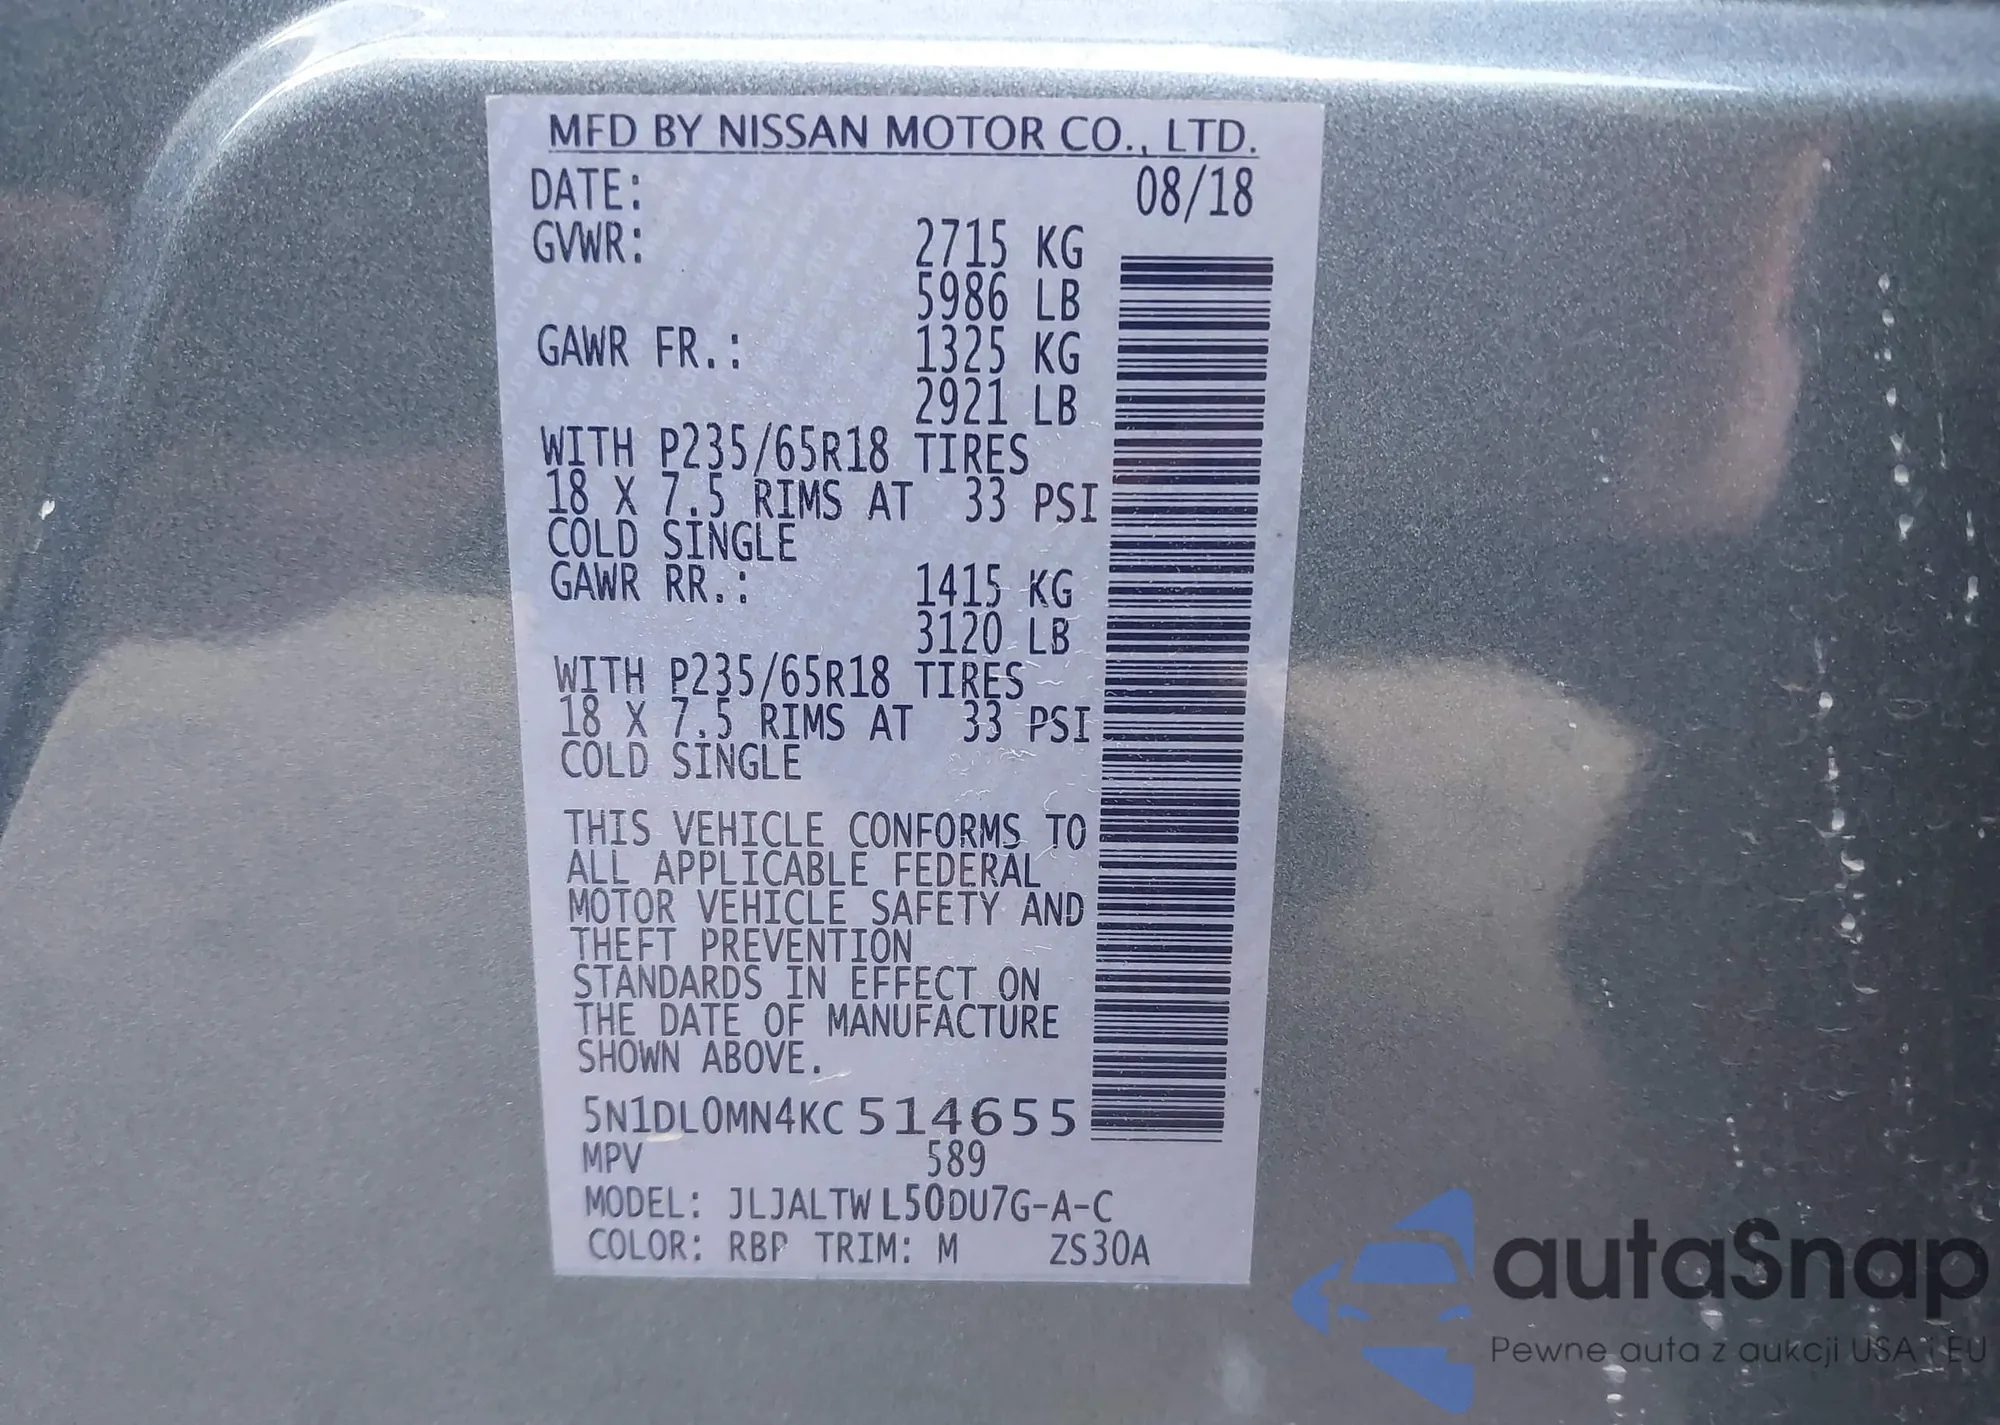 MFD BY NISSAN MOTOR CO., LTD.
DATE: 08/18
GVWR: 2715 KG
5986 LB
GAWR FR.: 1325 KG
2921 LB
WITH P235/65R18 TIRES
18 X 7.5 RIMS AT 33 PSI
COLD SINGLE
GAWR RR.: 1415 KG
3120 LB
WITH P235/65R18 TIRES
18 X 7.5 RIMS AT 33 PSI
COLD SINGLE
THIS VEHICLE CONFORMS TO
ALL APPLICABLE FEDERAL
MOTOR VEHICLE SAFETY AND
THEFT PREVENTION
STANDARDS IN EFFECT ON
THE DATE OF MANUFACTURE
SHOWN ABOVE.
5N1DL0MN4KC514655
MPV 589
MODEL: JLJALTWL50DU7G-A-C
COLOR: RBP TRIM: M ZS30A
autaSnap
Pewne auta z aukcji USA i EU